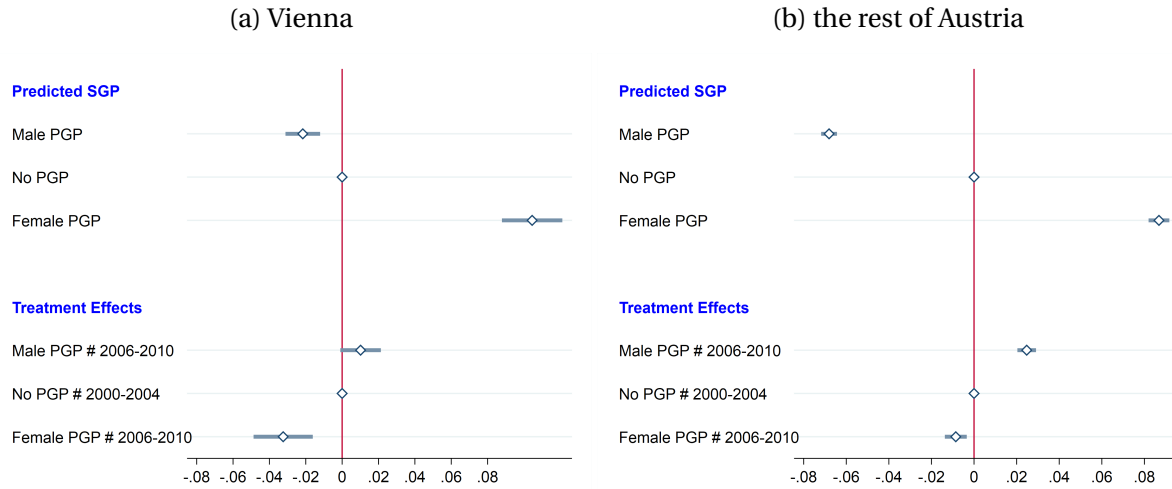 (a) Vienna
Predicted SGP
Male PGP
No PGP
Female PGP
Treatment Effects
Male PGP # 2006-2010
No PGP # 2000-2004
Female PGP # 2006-2010
-.08 -.06 -.04 -.02 0 .02 .04 .06 .08
(b) the rest of Austria
Predicted SGP
Male PGP
No PGP
Female PGP
Treatment Effects
Male PGP # 2006-2010
No PGP # 2000-2004
Female PGP # 2006-2010
-.08 -.06 -.04 -.02 0 .02 .04 .06 .08